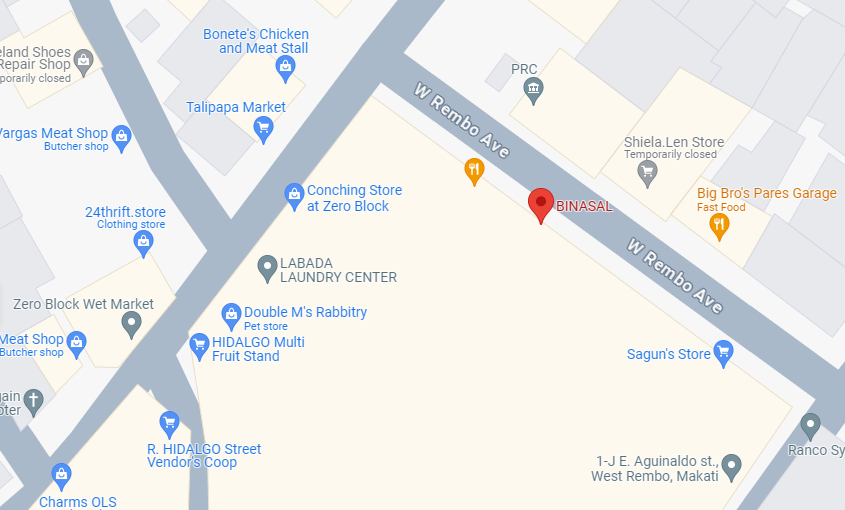 Bonete's Chicken
and Meat Stall
eland Shoes
Repair Shop
porarily closed
PRC
W Rembo Ave
Talipapa Market
Vargas Meat Shop
Butcher shop
Shiela.Len Store
Temporarily closed
Conching Store
at Zero Block
Big Bro's Pares Garage
Fast Food
BINASAL
24thrift.store
Clothing store
W Rembo Ave
LABADA
LAUNDRY CENTER
Zero Block Wet Market
Double M's Rabbitry
Pet store
Meat Shop
Butcher shop
HIDALGO Multi
Fruit Stand
Sagun's Store
gain
oter
R. HIDALGO Street
Vendor's Coop
Ranco Sy
1-J E. Aguinaldo st.,
West Rembo, Makati
Charms OLS